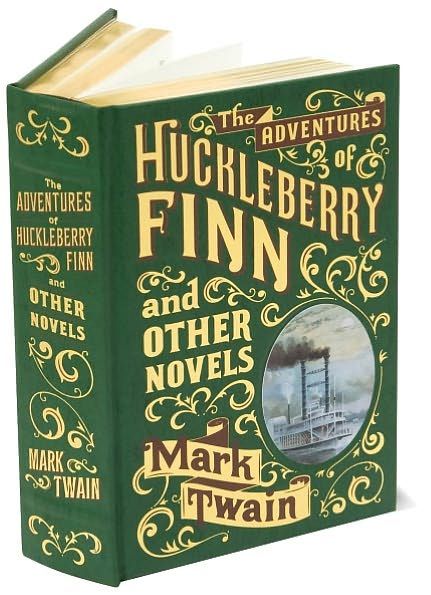 The
ADVENTURES
of
HUCKLEBERRY
FINN
and
OTHER
NOVELS
MARK
TWAIN
The ADVENTURES
of
HUCKLEBERRY
FINN
and
OTHER
NOVELS
Mark
Twain